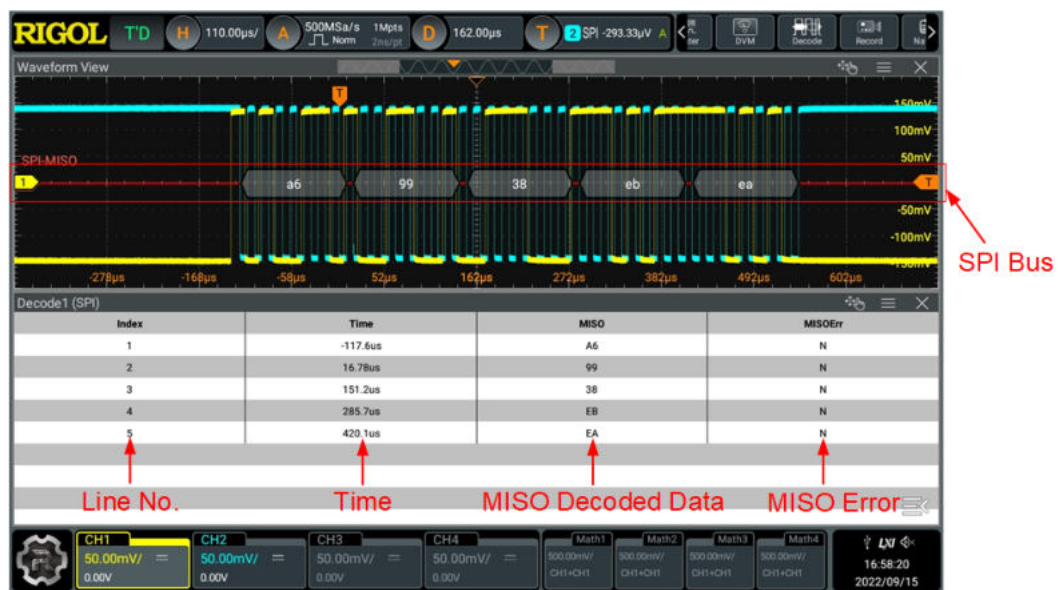 RIGOL T'D H 110.00µs/ A 500MSa/s Norm 1Mpts 2ns/pt D 162.00µs T 2 SPI -293.33µV A DVM Decode Record
Waveform View
T
150mV
100mV
SPI-MISO 50mV
1 a6 99 38 eb ea T
-50mV
-100mV
SPI Bus
-278µs -168µs -58µs 52µs 162µs 272µs 382µs 492µs 602µs
Decode1 (SPI)
Index Time MISO MISOErr
1 -117.6us A6 N
2 16.78us 99 N
3 151.2us 38 N
4 285.7us EB N
5 420.1us EA N
Line No. Time MISO Decoded Data MISO Error
CH1 CH2 CH3 CH4 Math1 Math2 Math3 Math4 LXI
50.00mV/ 50.00mV/ 50.00mV/ 50.00mV/ 500.00mV/ 500.00mV/ 500.00mV/ 500.00mV/ 16:58:20
0.00V 0.00V 0.00V 0.00V CH1+CH1 CH1+CH1 CH1+CH1 CH1+CH1 2022/09/15